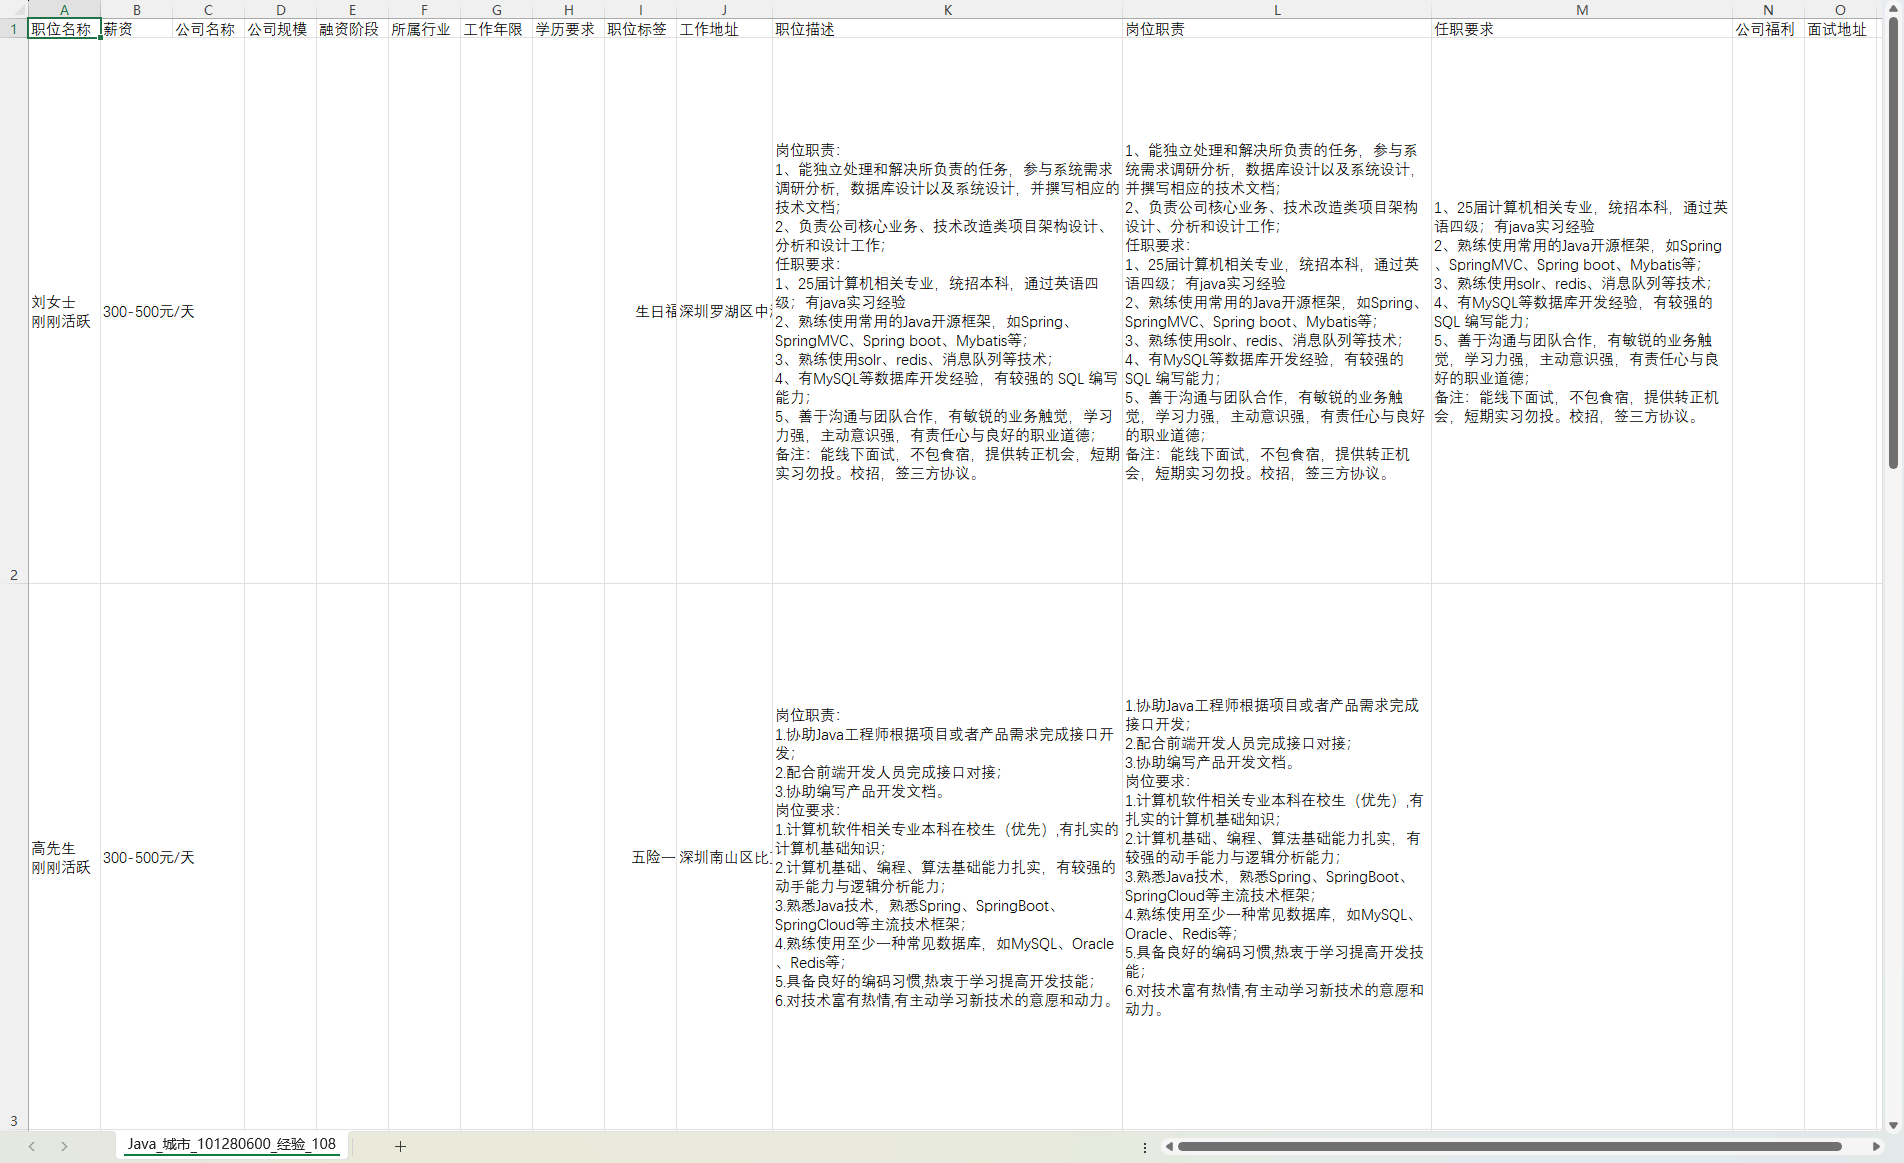 A B C D E F G H I J K L M N O
1 职位名称 薪资 公司名称 公司规模 融资阶段 所属行业 工作年限 学历要求 职位标签 工作地址 职位描述 岗位职责 任职要求 公司福利 面试地址
2
刘女士
刚刚活跃
300-500元/天
生日福
深圳罗湖区中
岗位职责：
1、能独立处理和解决所负责的任务，参与系统需求
调研分析，数据库设计以及系统设计，并撰写相应的
技术文档；
2、负责公司核心业务、技术改造类项目架构设计、
分析和设计工作；
任职要求：
1、25届计算机相关专业，统招本科，通过英语四
级；有java实习经验
2、熟练使用常用的Java开源框架，如Spring、
SpringMVC、Spring boot、Mybatis等；
3、熟练使用solr、redis、消息队列等技术；
4、有MySQL等数据库开发经验，有较强的 SQL 编写
能力；
5、善于沟通与团队合作，有敏锐的业务触觉，学习
力强，主动意识强，有责任心与良好的职业道德；
备注：能线下面试，不包食宿，提供转正机会，短期
实习勿投。校招，签三方协议。
1、能独立处理和解决所负责的任务，参与系
统需求调研分析，数据库设计以及系统设计，
并撰写相应的技术文档；
2、负责公司核心业务、技术改造类项目架构
设计、分析和设计工作；
任职要求：
1、25届计算机相关专业，统招本科，通过英
语四级；有java实习经验
2、熟练使用常用的Java开源框架，如Spring、
SpringMVC、Spring boot、Mybatis等；
3、熟练使用solr、redis、消息队列等技术；
4、有MySQL等数据库开发经验，有较强的
SQL 编写能力；
5、善于沟通与团队合作，有敏锐的业务触
觉，学习力强，主动意识强，有责任心与良好
的职业道德；
备注：能线下面试，不包食宿，提供转正机
会，短期实习勿投。校招，签三方协议。
1、25届计算机相关专业，统招本科，通过英
语四级；有java实习经验
2、熟练使用常用的Java开源框架，如Spring
、SpringMVC、Spring boot、Mybatis等；
3、熟练使用solr、redis、消息队列等技术；
4、有MySQL等数据库开发经验，有较强的
SQL 编写能力；
5、善于沟通与团队合作，有敏锐的业务触
觉，学习力强，主动意识强，有责任心与良
好的职业道德；
备注：能线下面试，不包食宿，提供转正机
会，短期实习勿投。校招，签三方协议。
3
高先生
刚刚活跃
300-500元/天
五险一
深圳南山区比
岗位职责：
1.协助Java工程师根据项目或者产品需求完成接口开
发；
2.配合前端开发人员完成接口对接；
3.协助编写产品开发文档。
岗位要求：
1.计算机软件相关专业本科在校生（优先）,有扎实的
计算机基础知识；
2.计算机基础、编程、算法基础能力扎实，有较强的
动手能力与逻辑分析能力；
3.熟悉Java技术，熟悉Spring、SpringBoot、
SpringCloud等主流技术框架；
4.熟练使用至少一种常见数据库，如MySQL、Oracle
、Redis等；
5.具备良好的编码习惯,热衷于学习提高开发技能；
6.对技术富有热情,有主动学习新技术的意愿和动力。
1.协助Java工程师根据项目或者产品需求完成
接口开发；
2.配合前端开发人员完成接口对接；
3.协助编写产品开发文档。
岗位要求：
1.计算机软件相关专业本科在校生（优先）,有
扎实的计算机基础知识；
2.计算机基础、编程、算法基础能力扎实，有
较强的动手能力与逻辑分析能力；
3.熟悉Java技术，熟悉Spring、SpringBoot、
SpringCloud等主流技术框架；
4.熟练使用至少一种常见数据库，如MySQL、
Oracle、Redis等；
5.具备良好的编码习惯,热衷于学习提高开发技
能；
6.对技术富有热情,有主动学习新技术的意愿和
动力。
Java_城市_101280600_经验_108